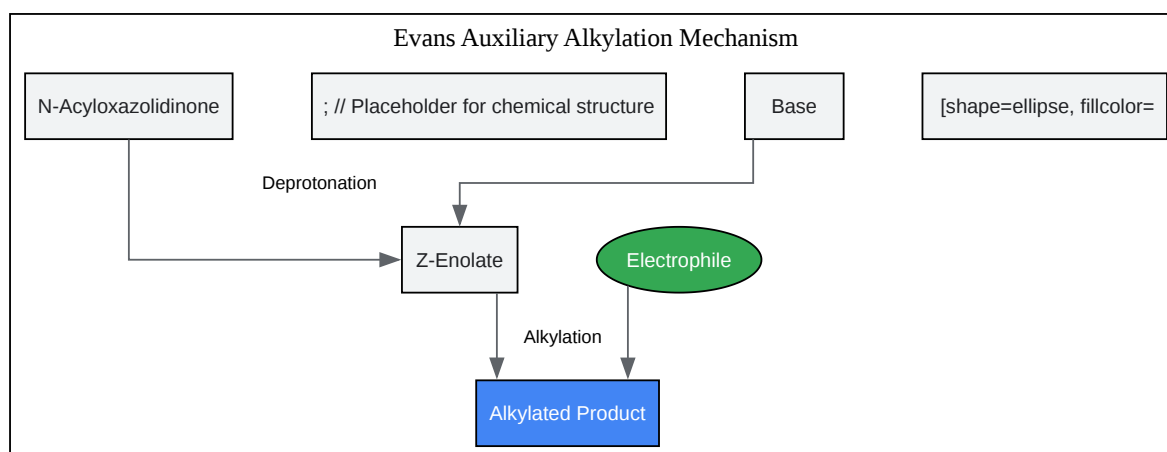 Evans Auxiliary Alkylation Mechanism
N-Acyloxazolidinone
; // Placeholder for chemical structure
Base
[shape=ellipse, fillcolor=
Deprotonation
Z-Enolate
Electrophile
Alkylation
Alkylated Product